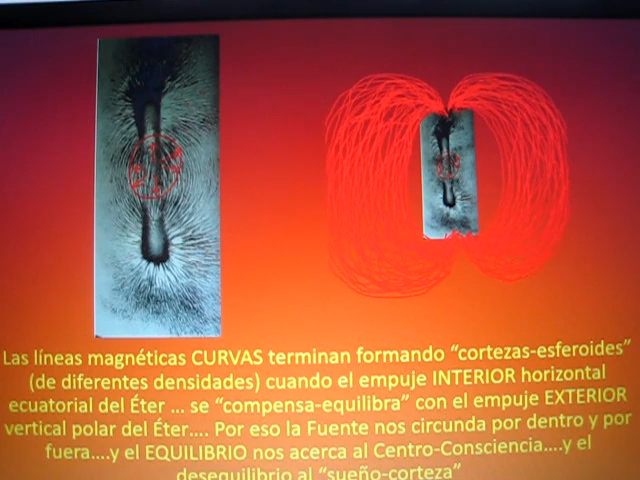 Las líneas magnéticas CURVAS terminan formando “cortezas-esferoides”
(de diferentes densidades) cuando el empuje INTERIOR horizontal
ecuatorial del Éter ... se “compensa-equilibra” con el empuje EXTERIOR
vertical polar del Éter.... Por eso la Fuente nos circunda por dentro y por
fuera....y el EQUILIBRIO nos acerca al Centro-Consciencia....y el
desequilibrio al “sueño-corteza”